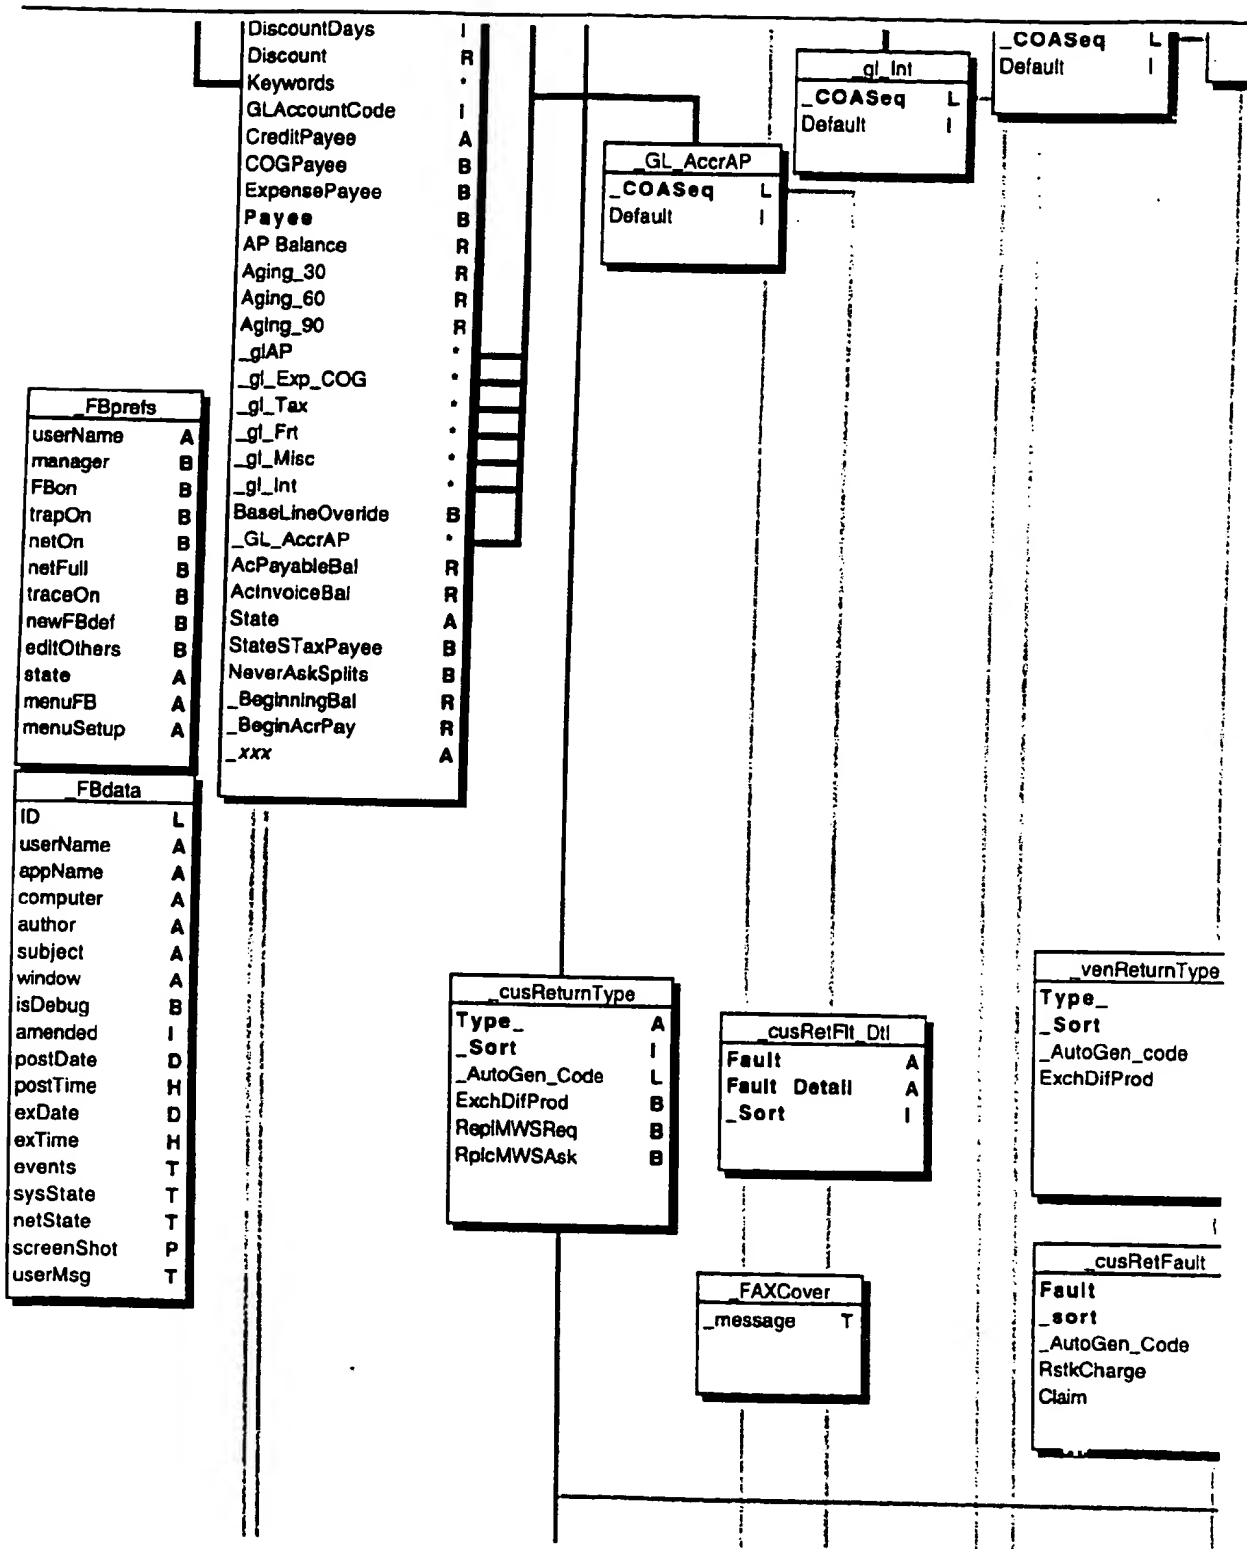 DiscountDays I
Discount R
Keywords *
GLAccountCode I
CreditPayee A
COGPayee B
ExpensePayee B
Payee B
AP Balance R
Aging_30 R
Aging_60 R
Aging_90 R
_glAP *
_gl_Exp_COG *
_gl_Tax *
_gl_Frt *
_gl_Misc *
_gl_Int *
BaseLineOveride B
_GL_AccrAP *
AcPayableBal R
AcInvoiceBal R
State A
StateSTaxPayee B
NeverAskSplits B
_BeginningBal R
_BeginAcrPay R
_xxx A
_GL_AccrAP
_COASeq L
Default I
_gl_Int
_COASeq L
Default I
_COASeq L
Default I
_FBprefs
userName A
manager B
FBon B
trapOn B
netOn B
netFull B
traceOn B
newFBdef B
editOthers B
state A
menuFB A
menuSetup A
_FBdata
ID L
userName A
appName A
computer A
author A
subject A
window A
isDebug B
amended I
postDate D
postTime H
exDate D
exTime H
events T
sysState T
netState T
screenShot P
userMsg T
_cusReturnType
Type_ A
_Sort I
_AutoGen_Code L
ExchDifProd B
ReplMWSReq B
RplcMWSAsk B
_cusRetFlt_Dtl
Fault A
Fault Detail A
_Sort I
_FAXCover
_message T
_venReturnType
Type_
_Sort
_AutoGen_code
ExchDifProd
_cusRetFault
Fault
_sort
_AutoGen_Code
RstkCharge
Claim